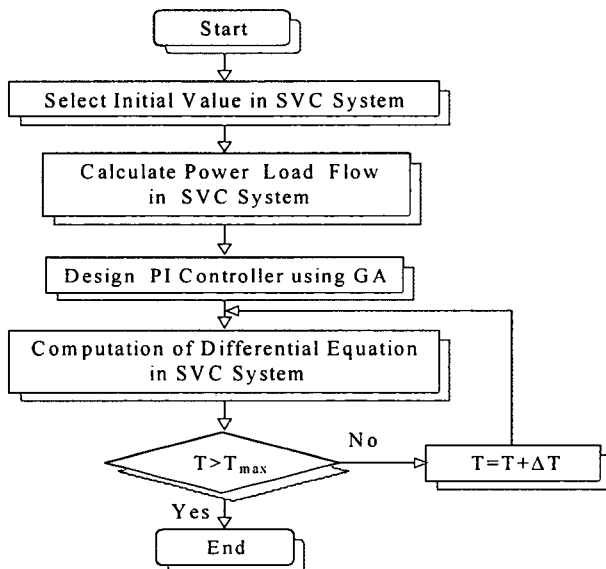 Start
Select Initial Value in SVC System
Calculate Power Load Flow
in SVC System
Design PI Controller using GA
Computation of Differential Equation
in SVC System
T>Tmax
No
T=T+ΔT
Yes
End